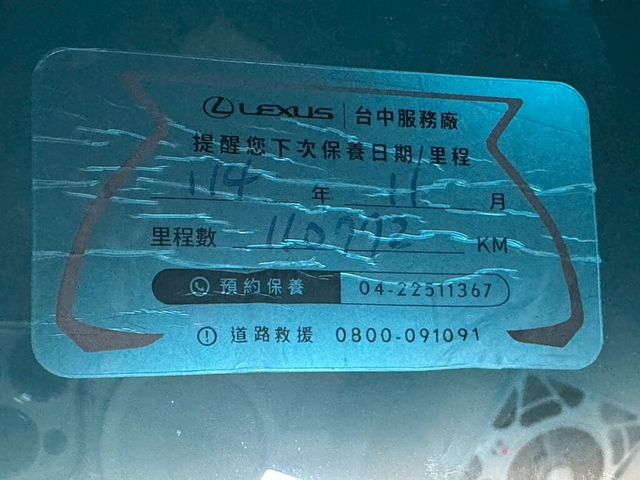 LEXUS 台中服務廠
提醒您下次保養日期/里程
114 年 11 月
里程數 110772 KM
預約保養 04-22511367
道路救援 0800-091091